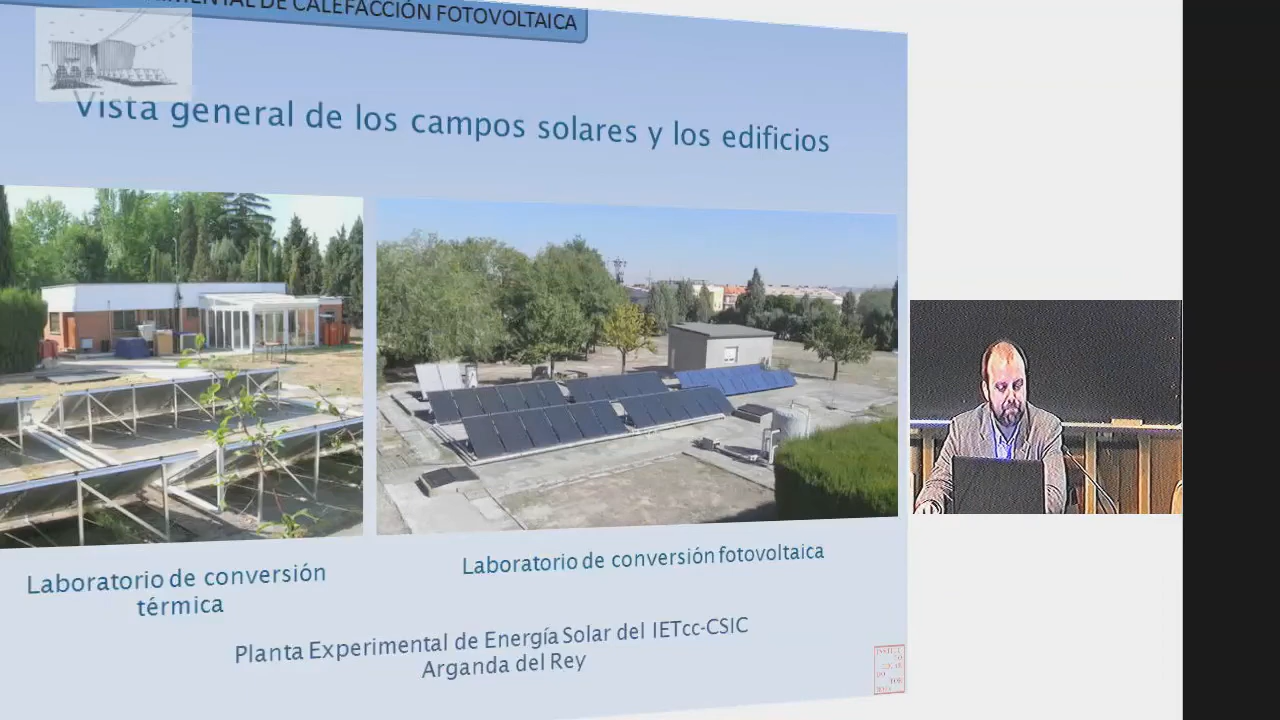 DE CALEFACCIÓN FOTOVOLTAICA
Vista general de los campos solares y los edificios
Laboratorio de conversión
térmica
Laboratorio de conversión fotovoltaica
Planta Experimental de Energía Solar del IETcc-CSIC
Arganda del Rey